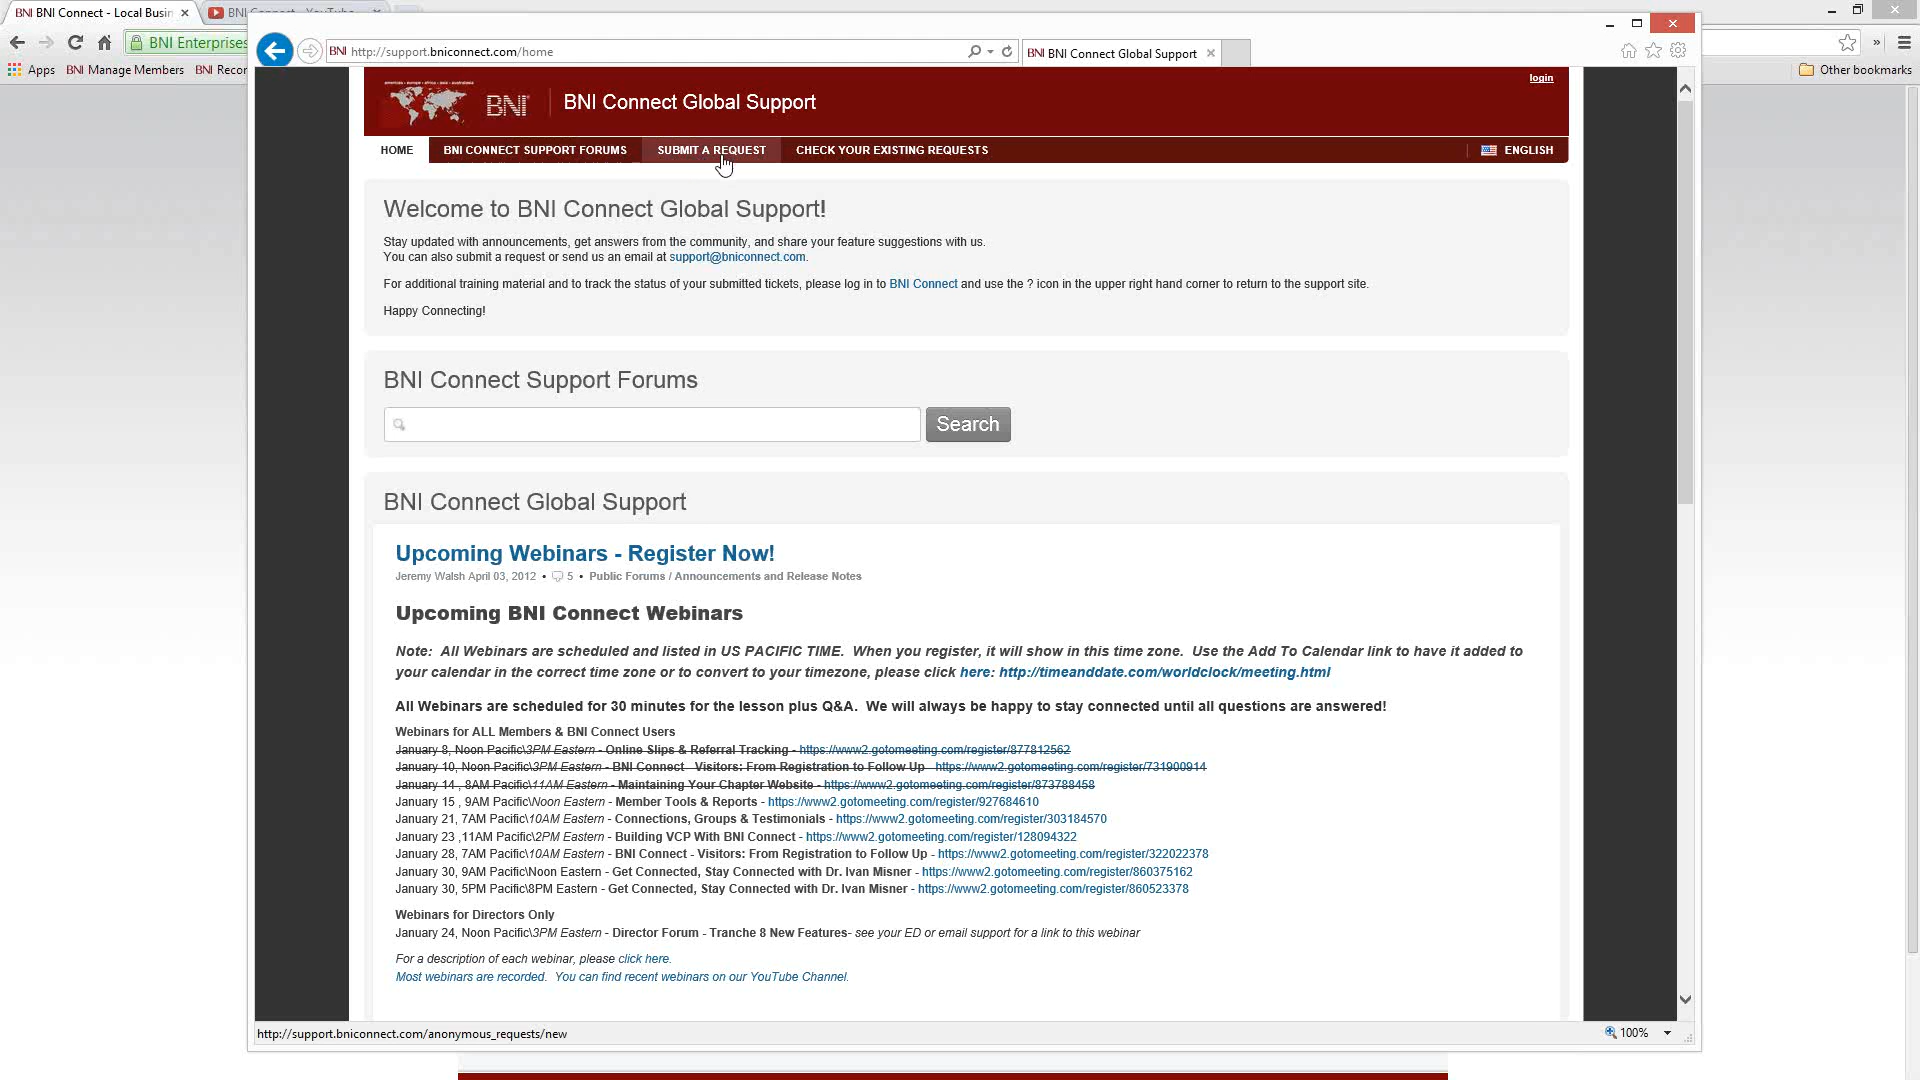 BNI BNI Connect - Local Busin
BNI Connect - YouTube
BNI Enterprises
Apps
BNI Manage Members
BNI Recor
Other bookmarks
BNI http://support.bniconnect.com/home
BNI BNI Connect Global Support
login
americas - europe - africa - asia - australasia
BNI
BNI Connect Global Support
HOME
BNI CONNECT SUPPORT FORUMS
SUBMIT A REQUEST
CHECK YOUR EXISTING REQUESTS
ENGLISH
Welcome to BNI Connect Global Support!
Stay updated with announcements, get answers from the community, and share your feature suggestions with us.
You can also submit a request or send us an email at support@bniconnect.com.
For additional training material and to track the status of your submitted tickets, please log in to BNI Connect and use the ? icon in the upper right hand corner to return to the support site.
Happy Connecting!
BNI Connect Support Forums
Search
BNI Connect Global Support
Upcoming Webinars - Register Now!
Jeremy Walsh April 03, 2012 • 5 • Public Forums / Announcements and Release Notes
Upcoming BNI Connect Webinars
Note: All Webinars are scheduled and listed in US PACIFIC TIME. When you register, it will show in this time zone. Use the Add To Calendar link to have it added to
your calendar in the correct time zone or to convert to your timezone, please click here: http://timeanddate.com/worldclock/meeting.html
All Webinars are scheduled for 30 minutes for the lesson plus Q&A. We will always be happy to stay connected until all questions are answered!
Webinars for ALL Members & BNI Connect Users
January 8, Noon Pacific\3PM Eastern - Online Slips & Referral Tracking - https://www2.gotomeeting.com/register/877812562
January 10, Noon Pacific\3PM Eastern - BNI Connect - Visitors: From Registration to Follow Up - https://www2.gotomeeting.com/register/731900914
January 14 , 8AM Pacific\11AM Eastern - Maintaining Your Chapter Website - https://www2.gotomeeting.com/register/873788458
January 15 , 9AM Pacific\Noon Eastern - Member Tools & Reports - https://www2.gotomeeting.com/register/927684610
January 21, 7AM Pacific\10AM Eastern - Connections, Groups & Testimonials - https://www2.gotomeeting.com/register/303184570
January 23 ,11AM Pacific\2PM Eastern - Building VCP With BNI Connect - https://www2.gotomeeting.com/register/128094322
January 28, 7AM Pacific\10AM Eastern - BNI Connect - Visitors: From Registration to Follow Up - https://www2.gotomeeting.com/register/322022378
January 30, 9AM Pacific\Noon Eastern - Get Connected, Stay Connected with Dr. Ivan Misner - https://www2.gotomeeting.com/register/860375162
January 30, 5PM Pacific\8PM Eastern - Get Connected, Stay Connected with Dr. Ivan Misner - https://www2.gotomeeting.com/register/860523378
Webinars for Directors Only
January 24, Noon Pacific\3PM Eastern - Director Forum - Tranche 8 New Features- see your ED or email support for a link to this webinar
For a description of each webinar, please click here.
Most webinars are recorded. You can find recent webinars on our YouTube Channel.
http://support.bniconnect.com/anonymous_requests/new
100%